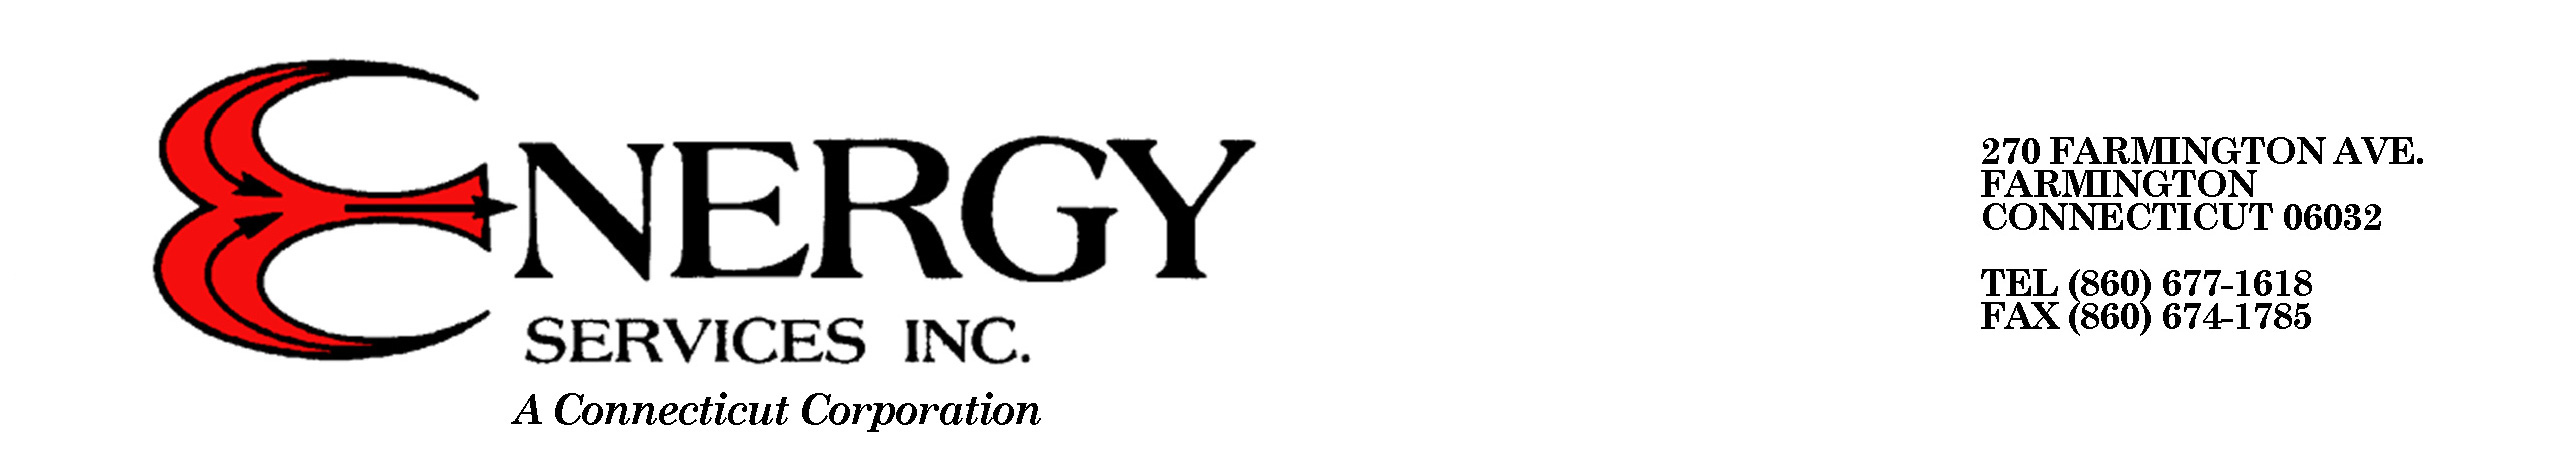 ENERGY
SERVICES INC.
A Connecticut Corporation
270 FARMINGTON AVE.
FARMINGTON
CONNECTICUT 06032
TEL (860) 677-1618
FAX (860) 674-1785